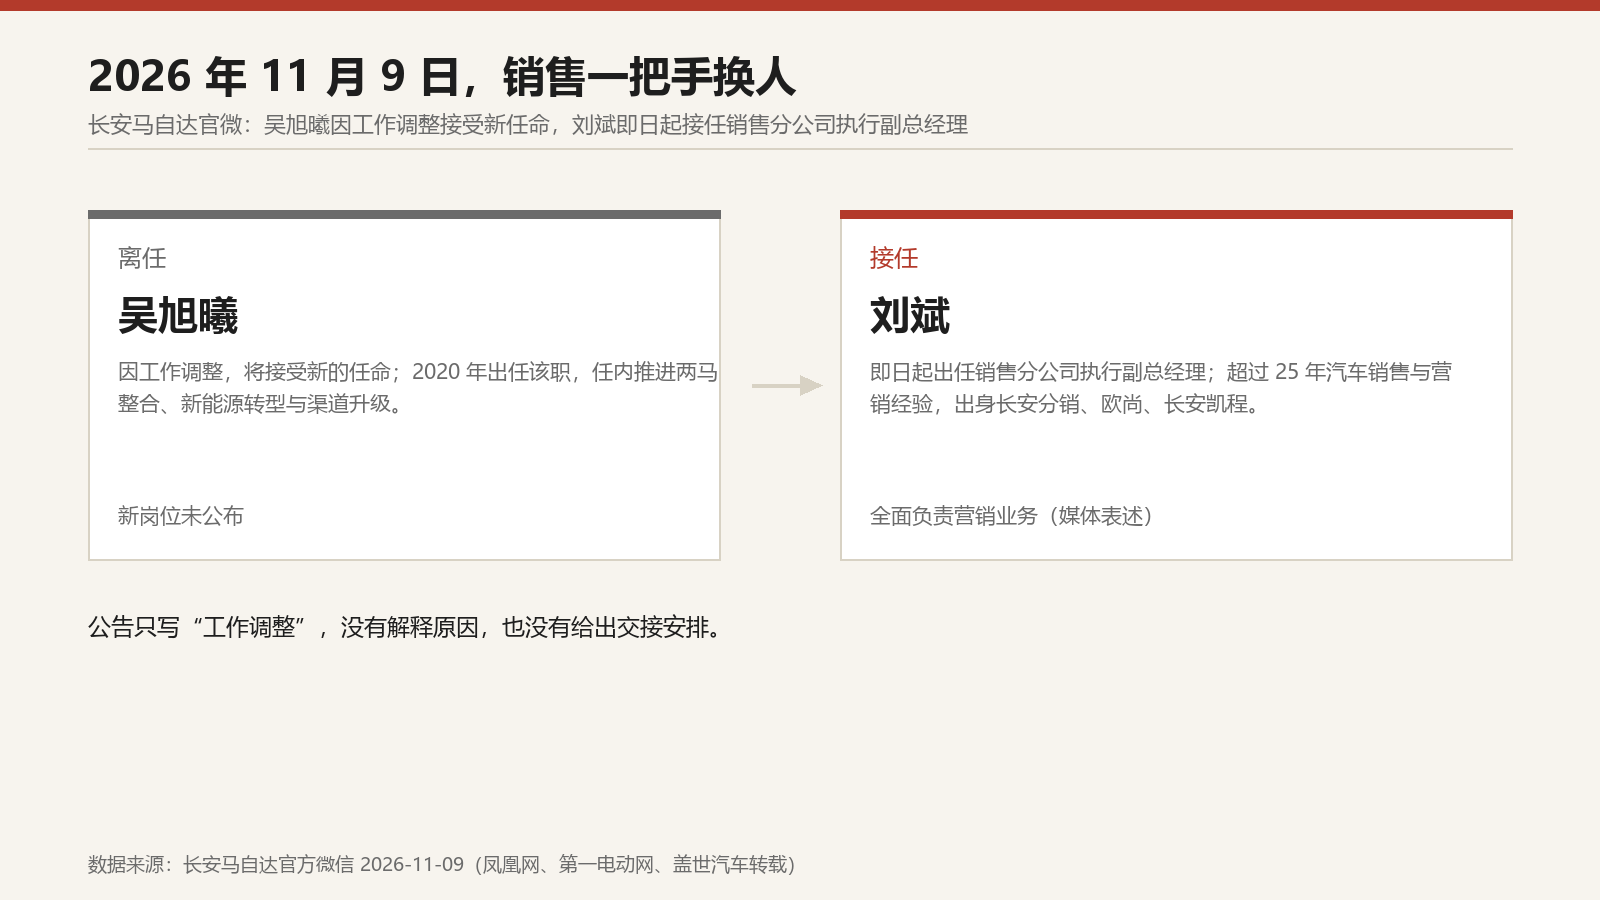 2026 年 11 月 9 日，销售一把手换人
长安马自达官微：吴旭曦因工作调整接受新任命，刘斌即日起接任销售分公司执行副总经理
离任
吴旭曦
因工作调整，将接受新的任命；2020 年出任该职，任内推进两马
整合、新能源转型与渠道升级。
新岗位未公布
接任
刘斌
即日起出任销售分公司执行副总经理；超过 25 年汽车销售与营
销经验，出身长安分销、欧尚、长安凯程。
全面负责营销业务（媒体表述）
公告只写“工作调整”，没有解释原因，也没有给出交接安排。
数据来源：长安马自达官方微信 2026-11-09（凤凰网、第一电动网、盖世汽车转载）